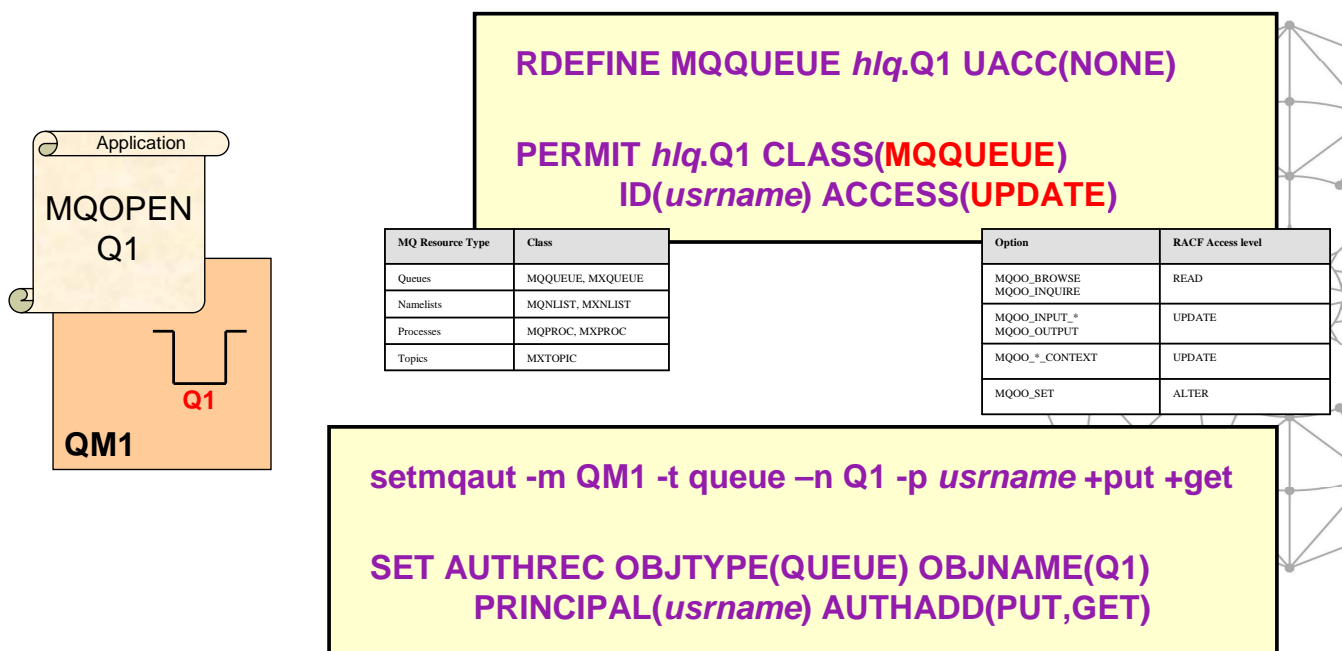 Application
MQOPEN
Q1
Q1
QM1
RDEFINE MQQUEUE hlq.Q1 UACC(NONE)
PERMIT hlq.Q1 CLASS(MQQUEUE)
ID(usrname) ACCESS(UPDATE)
MQ Resource Type Class
Queues MQQUEUE, MXQUEUE
Namelists MQNLIST, MXNLIST
Processes MQPROC, MXPROC
Topics MXTOPIC
Option RACF Access level
MQOO_BROWSE READ
MQOO_INQUIRE
MQOO_INPUT_* UPDATE
MQOO_OUTPUT
MQOO_*_CONTEXT UPDATE
MQOO_SET ALTER
setmqaut -m QM1 -t queue –n Q1 -p usrname +put +get
SET AUTHREC OBJTYPE(QUEUE) OBJNAME(Q1)
PRINCIPAL(usrname) AUTHADD(PUT,GET)